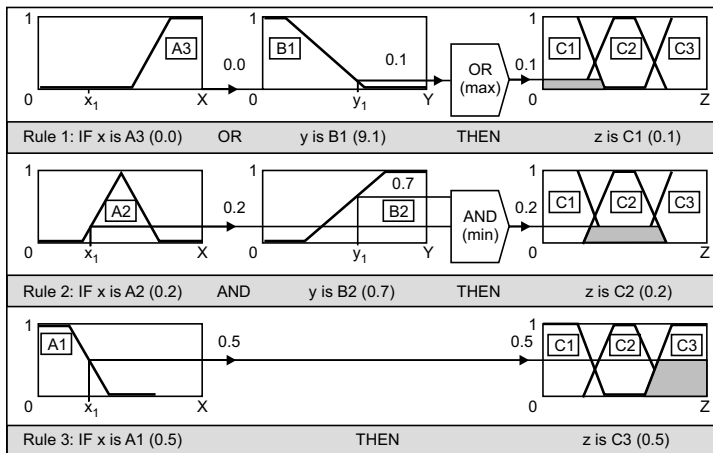 1 A3 0.0 1 B1 0.1 OR (max) 0.1 1 C1 C2 C3
0 x1 X 0 y1 Y 0 Z
Rule 1: IF x is A3 (0.0) OR y is B1 (9.1) THEN z is C1 (0.1)
1 A2 0.2 1 0.7 B2 AND (min) 0.2 1 C1 C2 C3
0 x1 X 0 y1 Y 0 Z
Rule 2: IF x is A2 (0.2) AND y is B2 (0.7) THEN z is C2 (0.2)
1 A1 0.5 0.5 1 C1 C2 C3
0 x1 X 0 Z
Rule 3: IF x is A1 (0.5) THEN z is C3 (0.5)